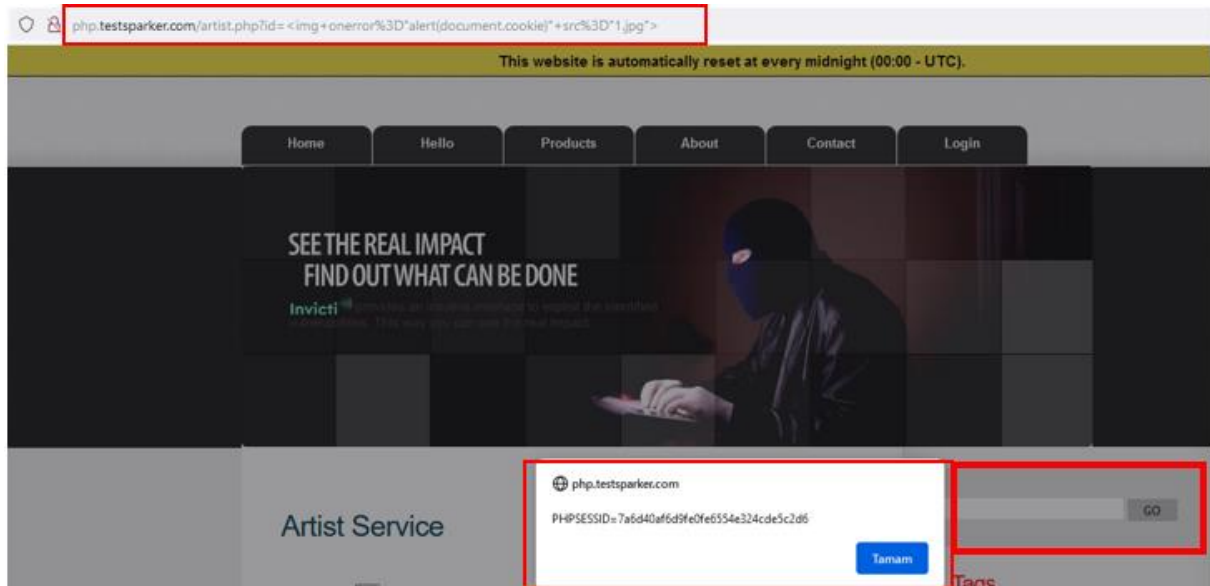 php.testsparker.com/artist.php?id=<img+onerror%3D"alert(document.cookie)"+src%3D"1.jpg">
This website is automatically reset at every midnight (00:00 - UTC).
Home Hello Products About Contact Login
SEE THE REAL IMPACT
FIND OUT WHAT CAN BE DONE
Invicti
php.testsparker.com
PHPSESSID=7a6d40af6d9fe0fe6554e324cde5c2d6
GO
Artist Service
Tamam
Tags